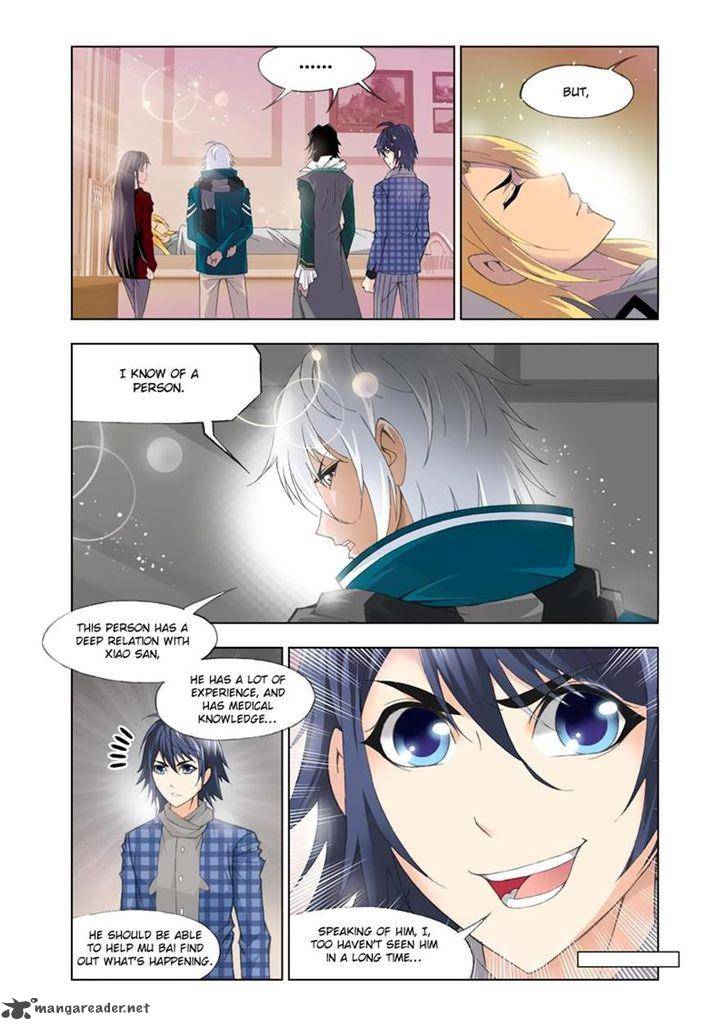 ......
BUT,
I KNOW OF A
PERSON.
THIS PERSON HAS A
DEEP RELATION WITH
XIAO SAN,
HE HAS A LOT OF
EXPERIENCE, AND
HAS MEDICAL
KNOWLEDGE...
HE SHOULD BE ABLE
TO HELP MU BAI FIND
OUT WHAT'S HAPPENING.
SPEAKING OF HIM, I,
TOO HAVEN'T SEEN HIM
IN A LONG TIME...
mangareader.net